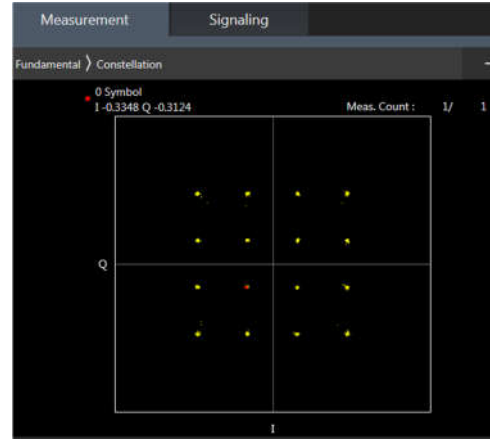 Measurement Signaling
Fundamental ⟩ Constellation
0 Symbol
I -0.3348 Q -0.3124 Meas. Count : 1/ 1
Q
I